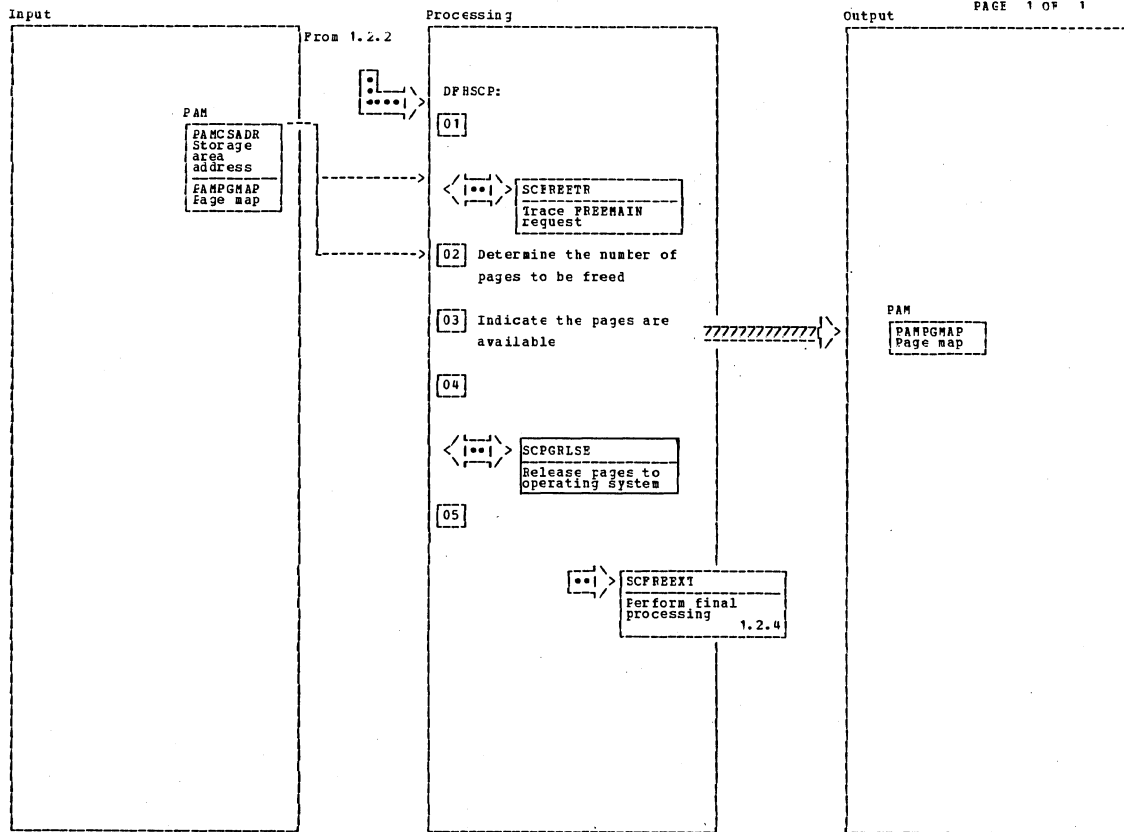 PAGE 1 OF 1
Input
Processing
Output
From 1.2.2
DFHSCP:
01
PAM
PAMCSADR
Storage
area
address
PAMPGMAP
Page map
SCFREETR
Trace FREEMAIN
request
02 Determine the number of
pages to be freed
03 Indicate the pages are
available
PAM
PAMPGMAP
Page map
04
SCPGRLSE
Release pages to
operating system
05
SCFREEXT
Perform final
processing
1.2.4